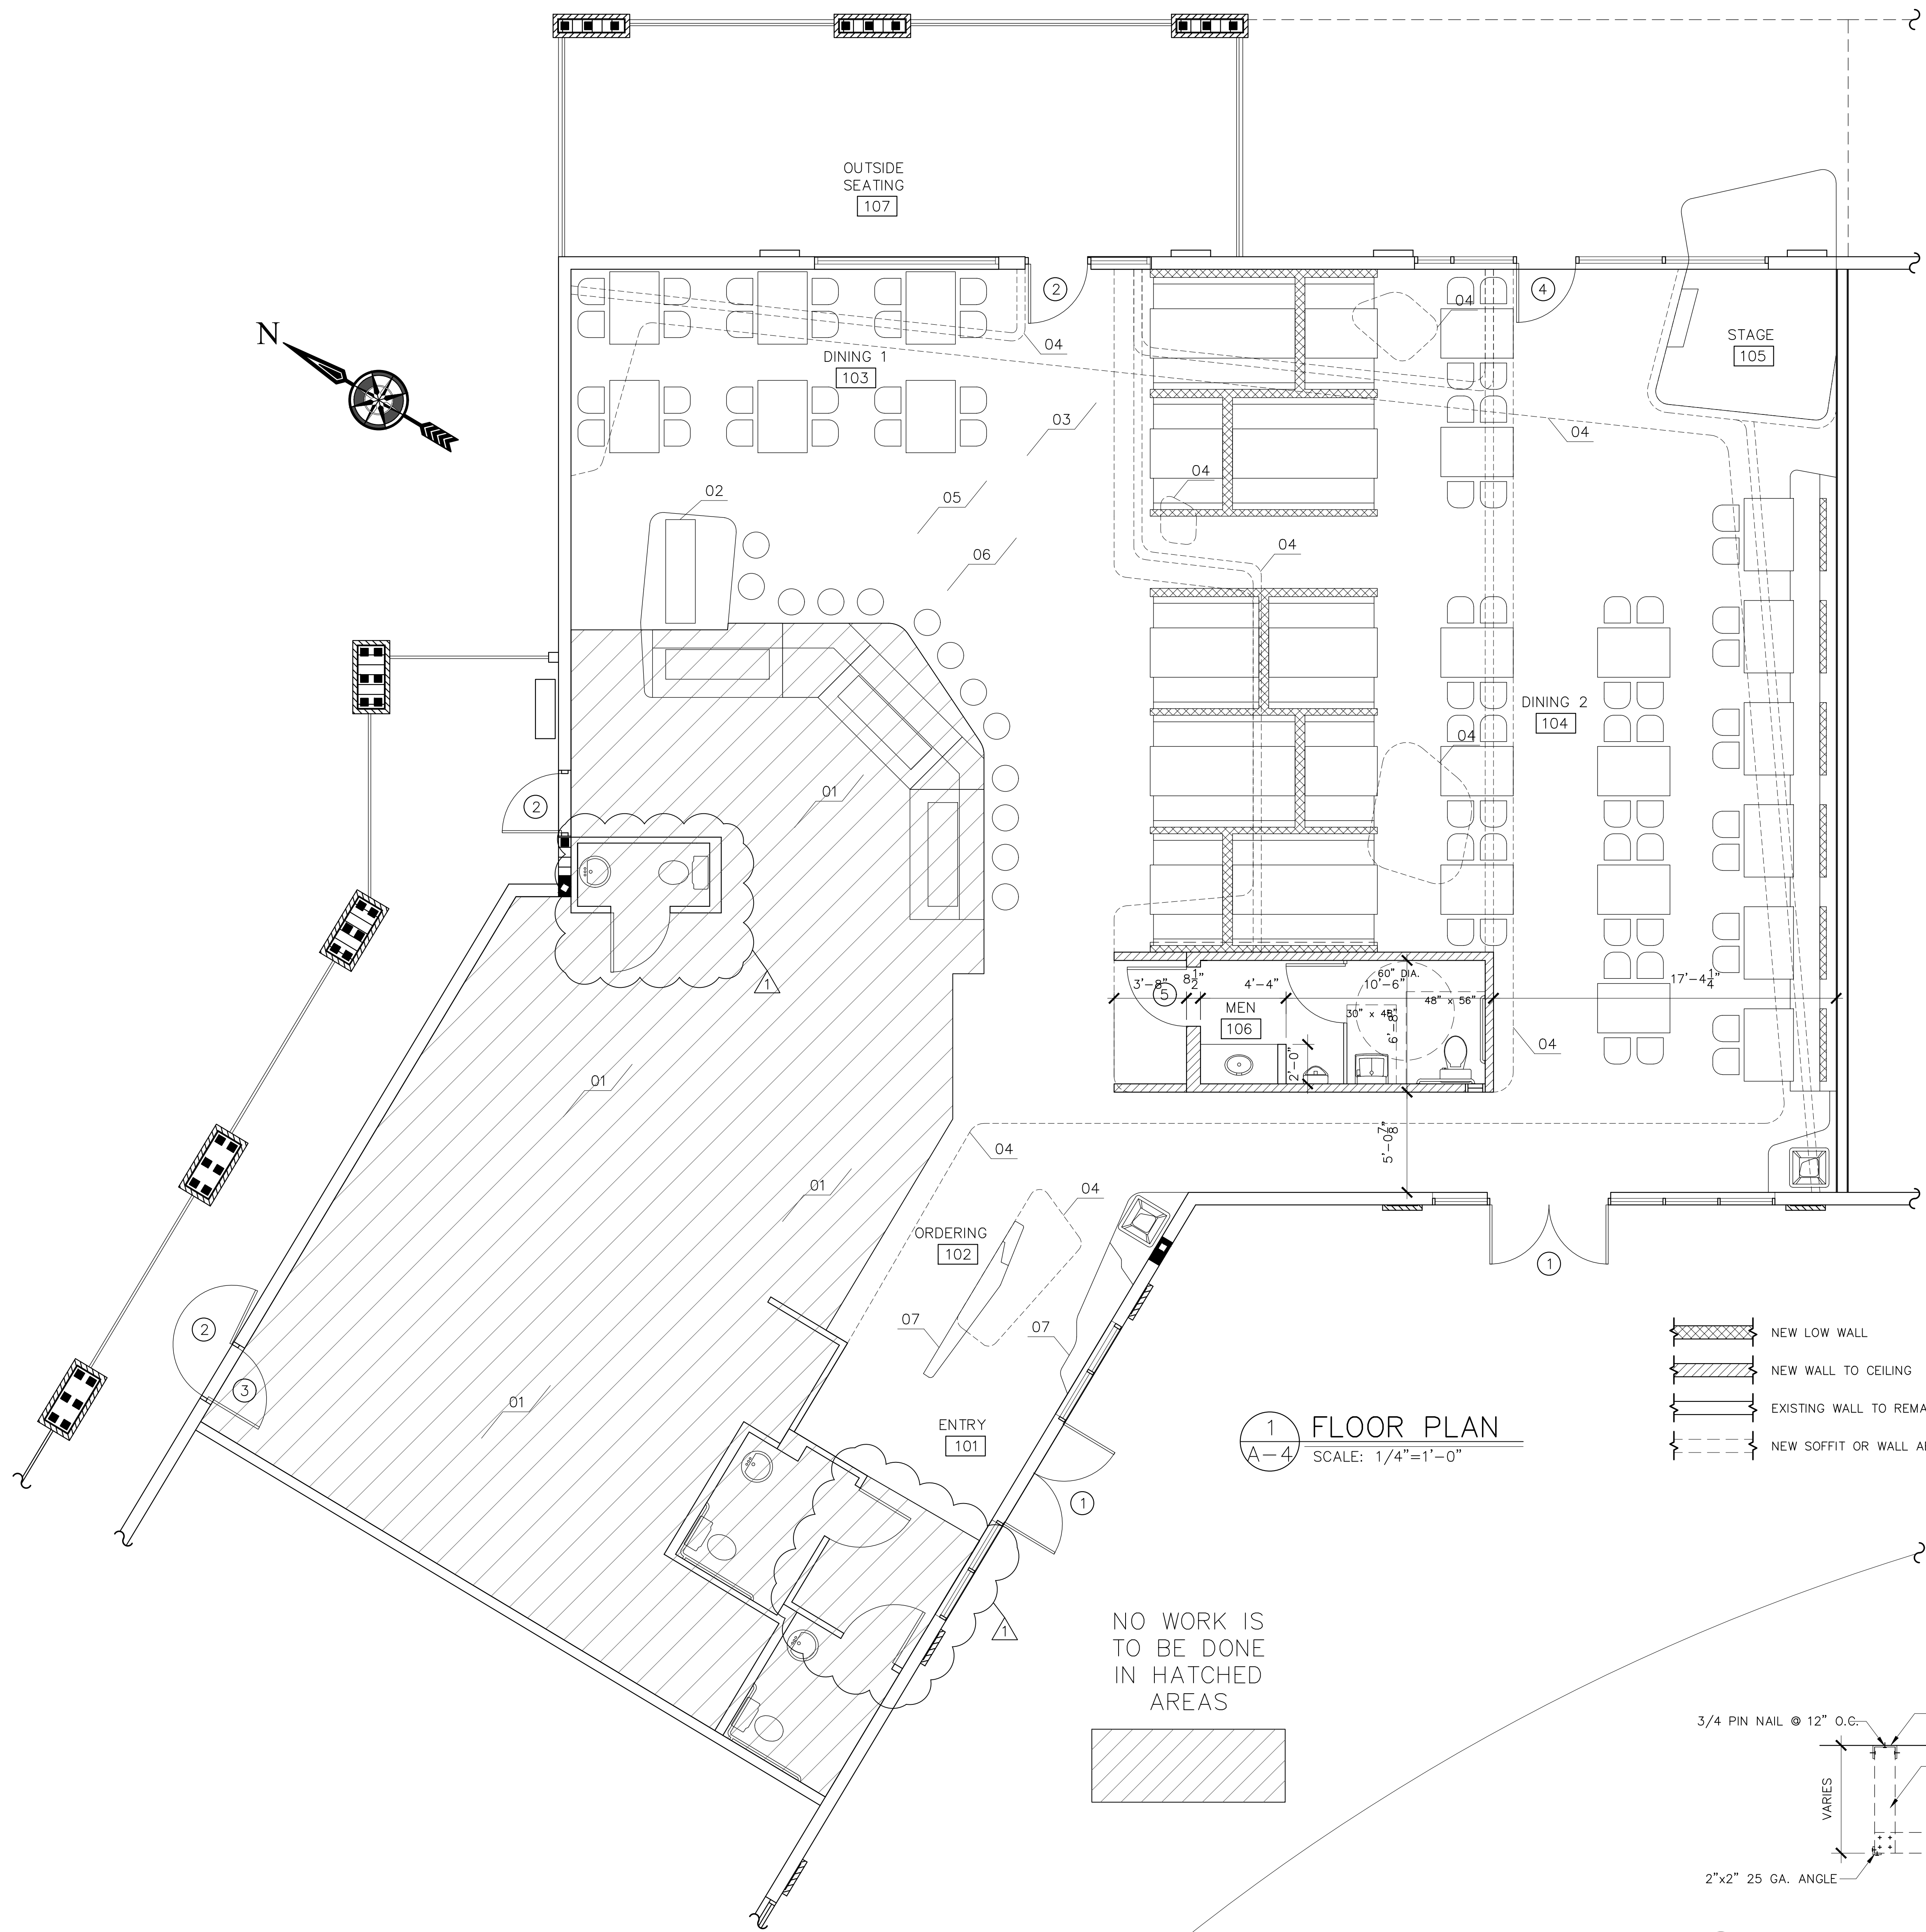 OUTSIDE
SEATING
107
N
2
4
04
04
STAGE
105
DINING 1
103
03
04
02
05
04
06
04
DINING 2
104
04
01
2
1
60" DIA.
3'-8"
8 1/2"
4'-4"
10'-6"
17'-4 1/4"
5
48" x 56"
MEN
106
30" x 48"
6'-8"
2'-0"
04
01
5'-0 7/8"
04
01
04
ORDERING
102
1
07
07
2
3
01
ENTRY
101
1
1
1
A-4
FLOOR PLAN
SCALE: 1/4"=1'-0"
NEW LOW WALL
NEW WALL TO CEILING
EXISTING WALL TO
NEW SOFFIT OR WALL
NO WORK IS
TO BE DONE
IN HATCHED
AREAS
3/4 PIN NAIL @ 12" O.C.
VARIES
2"x2" 25 GA. ANGLE